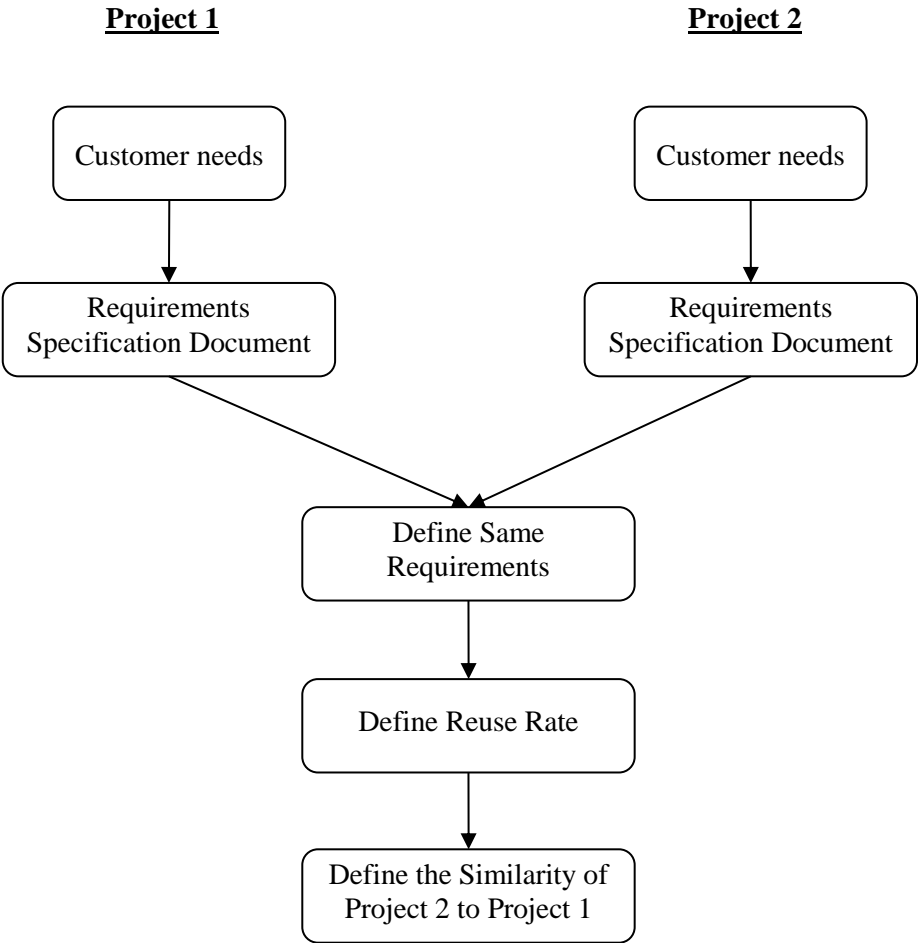 Project 1
Project 2
Customer needs
Customer needs
Requirements
Specification Document
Requirements
Specification Document
Define Same
Requirements
Define Reuse Rate
Define the Similarity of
Project 2 to Project 1